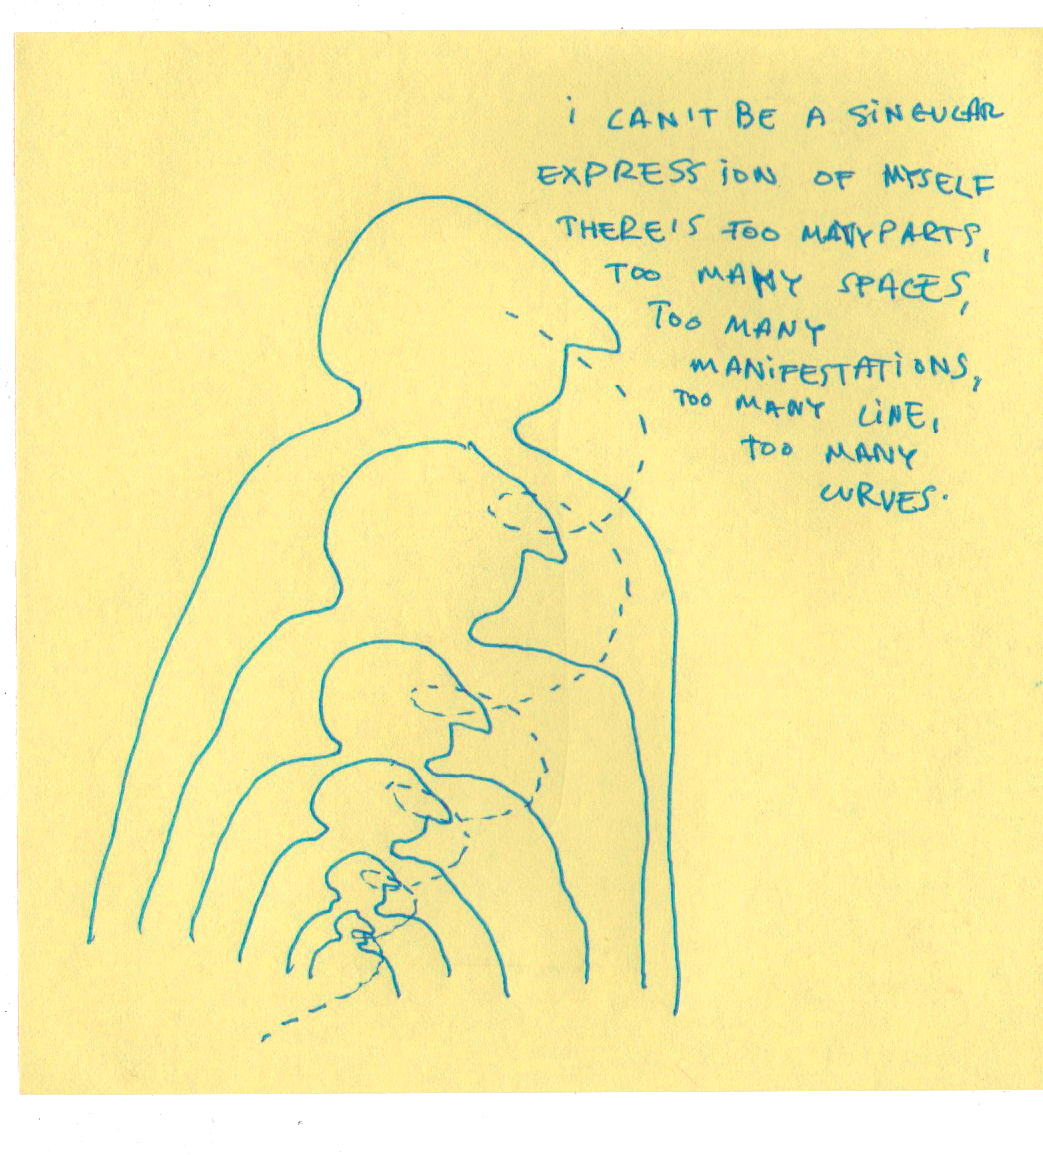 i CAN'T BE A SiNGULAR
EXPRESSiON OF MYSELF
THERE'S TOO MANY PARTS,
TOO MANY SPACES,
TOO MANY
MANiFESTATiONS,
TOO MANY LiNE,
TOO MANY
CURVES.